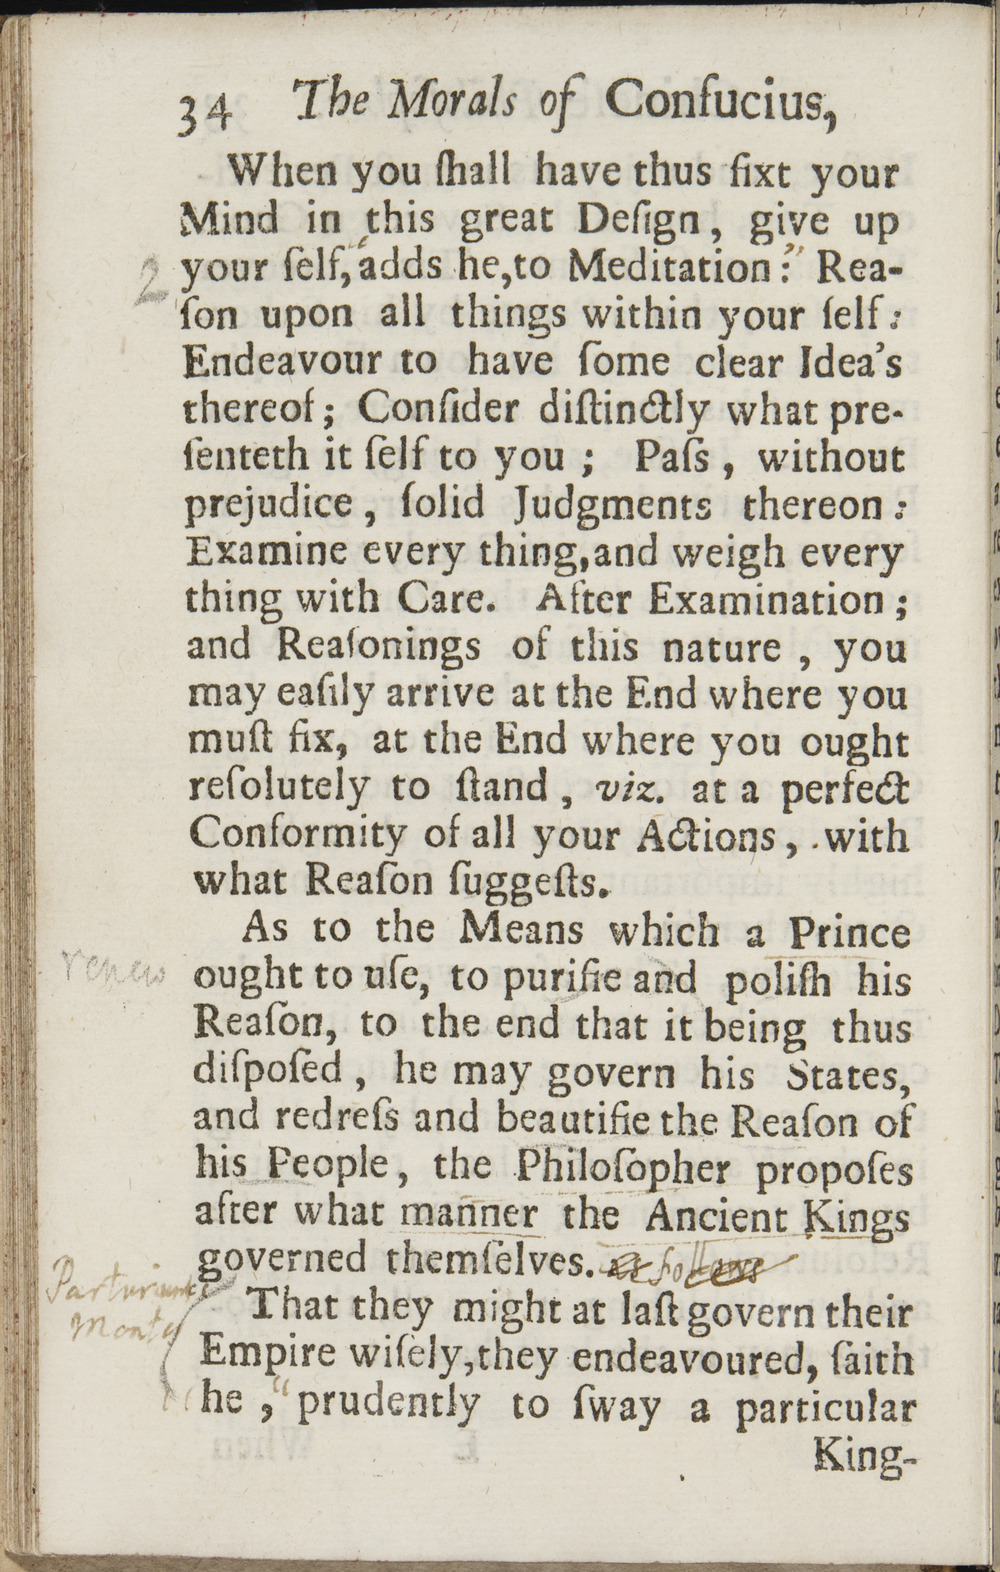 34 The Morals of Confucius,
When you ſhall have thus fixt your
Mind in this great Deſign, give up
2 your ſelf, "adds he, to Meditation:" Rea-
ſon upon all things within your ſelf:
Endeavour to have ſome clear Idea's
thereof; Conſider diſtinctly what pre-
ſenteth it ſelf to you; Paſs, without
prejudice, ſolid Judgments thereon:
Examine every thing, and weigh every
thing with Care. After Examination;
and Reaſonings of this nature, you
may eaſily arrive at the End where you
muſt fix, at the End where you ought
reſolutely to ſtand, viz. at a perfect
Conformity of all your Actions, with
what Reaſon ſuggeſts.
As to the Means which a Prince
renew ought to uſe, to purifie and poliſh his
Reaſon, to the end that it being thus
diſpoſed, he may govern his States,
and redreſs and beautifie the Reaſon of
his People, the Philoſopher propoſes
after what manner the Ancient Kings
governed themſelves. as follows
Parturiunt
Montes
That they might at laſt govern their
Empire wiſely, they endeavoured, ſaith
he, "prudently to ſway a particular
King-